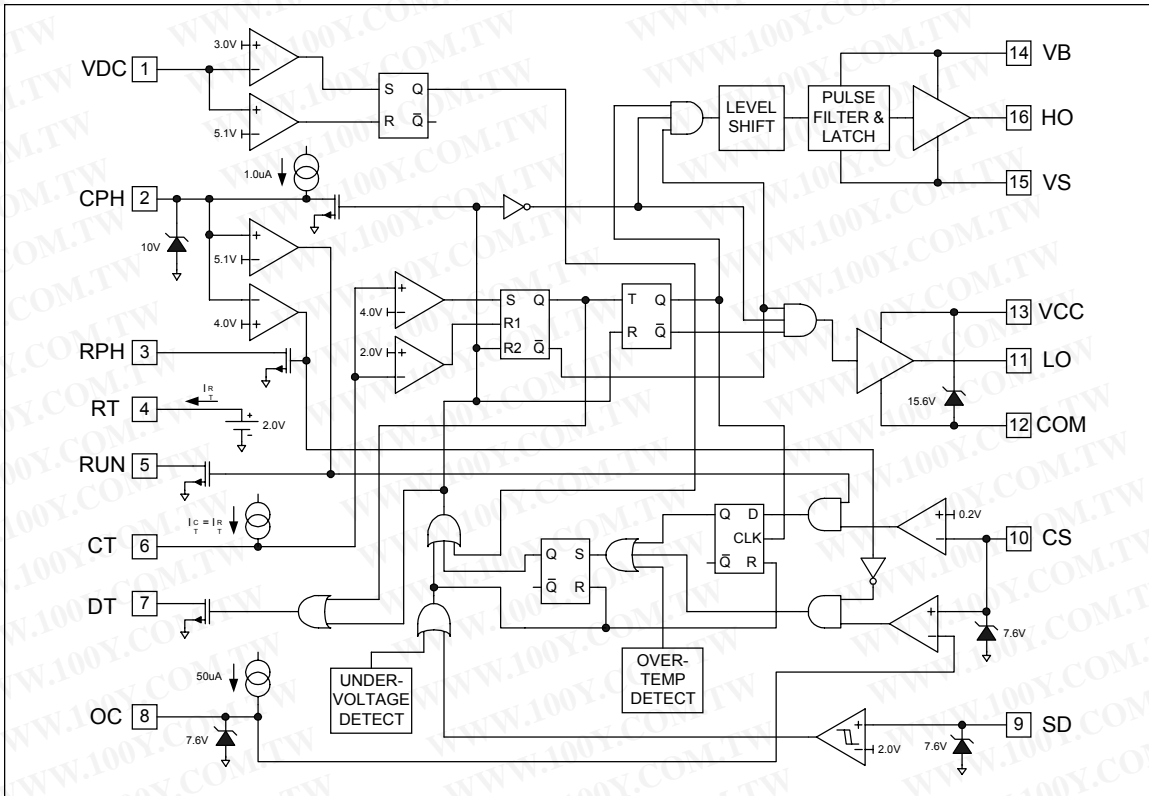 WWW.100Y.COM.TW
VDC 1
3.0V
5.1V
S Q
R Q̅
CPH 2
1.0uA
10V
5.1V
4.0V
RPH 3
RT 4
I R T
2.0V
RUN 5
CT 6
I C T = I R T
DT 7
OC 8
50uA
7.6V
4.0V
2.0V
S Q
R1
R2 Q̅
T Q
R Q̅
LEVEL
SHIFT
PULSE
FILTER &
LATCH
14 VB
16 HO
15 VS
13 VCC
11 LO
15.6V
12 COM
Q D
CLK
Q̅ R
Q S
Q̅ R
0.2V
10 CS
7.6V
UNDER-
VOLTAGE
DETECT
OVER-
TEMP
DETECT
2.0V
7.6V
9 SD